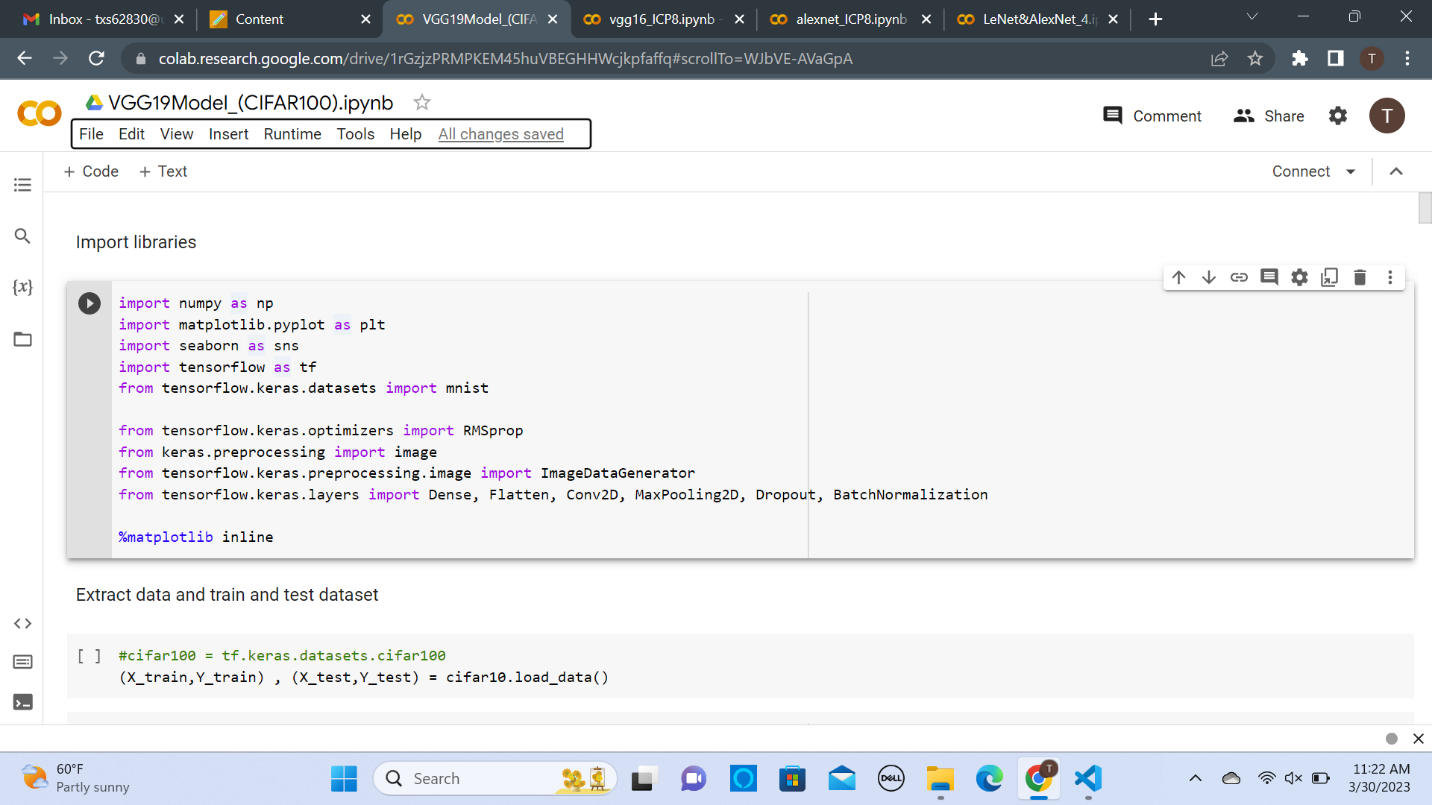 Inbox - txs62830@
Content
VGG19Model_(CIFA
vgg16_ICP8.ipynb -
alexnet_ICP8.ipynb
LeNet&AlexNet_4.i
colab.research.google.com/drive/1rGzjzPRMPKEM45huVBEGHHWcjkpfaffq#scrollTo=WJbVE-AVaGpA
T
VGG19Model_(CIFAR100).ipynb
Comment
Share
T
File Edit View Insert Runtime Tools Help All changes saved
+ Code + Text
Connect
Import libraries
{x}
import numpy as np
import matplotlib.pyplot as plt
import seaborn as sns
import tensorflow as tf
from tensorflow.keras.datasets import mnist
from tensorflow.keras.optimizers import RMSprop
from keras.preprocessing import image
from tensorflow.keras.preprocessing.image import ImageDataGenerator
from tensorflow.keras.layers import Dense, Flatten, Conv2D, MaxPooling2D, Dropout, BatchNormalization
%matplotlib inline
Extract data and train and test dataset
[ ] #cifar100 = tf.keras.datasets.cifar100
(X_train,Y_train) , (X_test,Y_test) = cifar10.load_data()
60°F
Partly sunny
Search
DELL
T
11:22 AM
3/30/2023